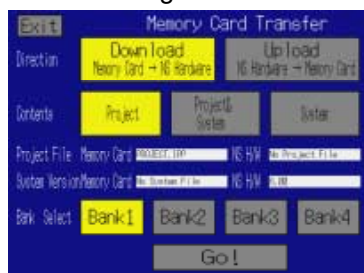 Exit Memory Card Transfer
Direction Download Upload
Memory Card → NS Hardware NS Hardware → Memory Card
Contents Project Project& System System
Project File Memory Card PROJECT.IPP NS H/W No Project File
System Version Memory Card No System File NS H/W 6.00
Bank Select Bank1 Bank2 Bank3 Bank4
Go!